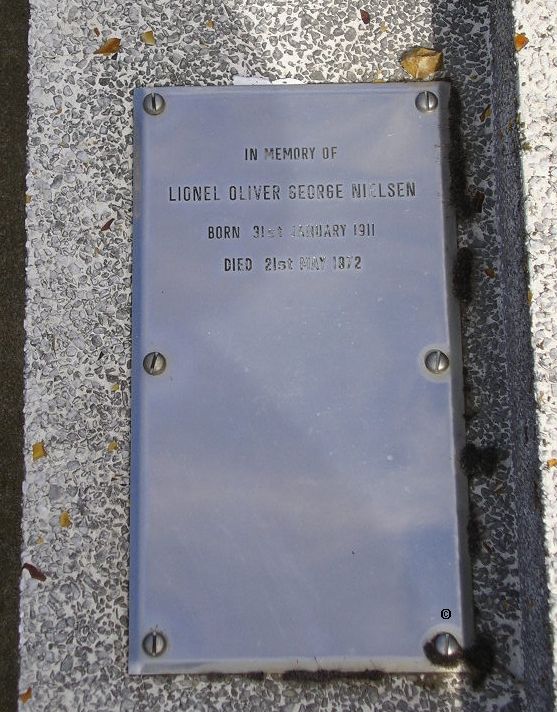 IN MEMORY OF
LIONEL OLIVER GEORGE NIELSEN
BORN 31st JANUARY 1911
DIED 21st MAY 1972
©